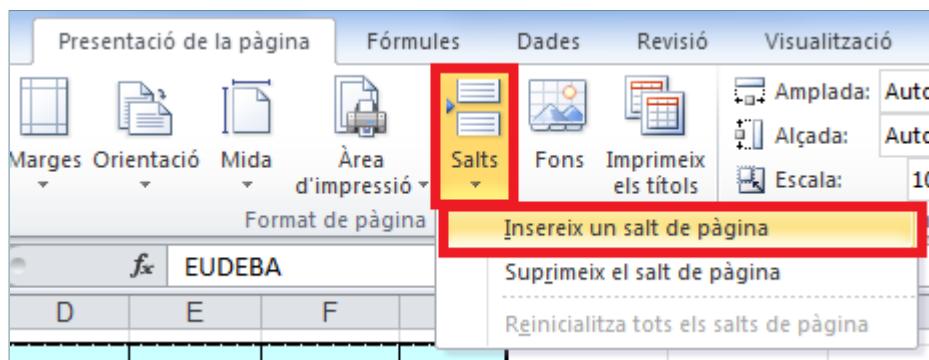 Presentació de la pàgina Fórmules Dades Revisió Visualització
Marges Orientació Mida Àrea d'impressió Salts Fons Imprimeix els títols
Amplada: Auto
Alçada: Auto
Escala: 10
Format de pàgina
Insereix un salt de pàgina
Suprimeix el salt de pàgina
Reinicialitza tots els salts de pàgina
fx EUDEBA
D E F